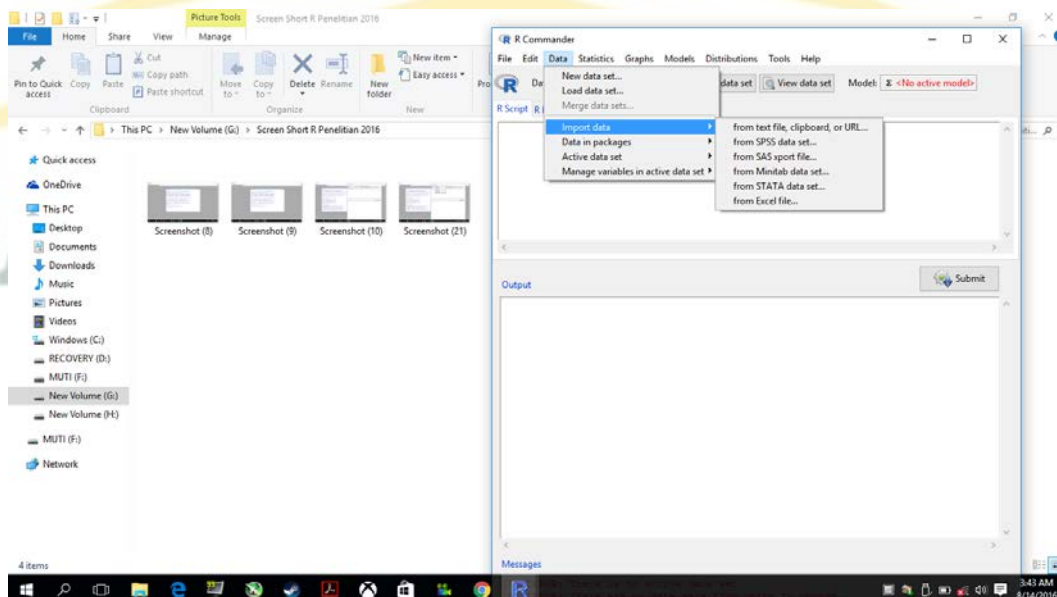 Picture Tools Screen Short R Penelitian 2016
File Home Share View Manage
Pin to Quick access
Copy
Paste
Cut
Copy path
Paste shortcut
Clipboard
Move to
Copy to
Delete
Rename
Organize
New folder
New item
Easy access
New
This PC > New Volume (G:) > Screen Short R Penelitian 2016
Quick access
OneDrive
This PC
Desktop
Documents
Downloads
Music
Pictures
Videos
Windows (C:)
RECOVERY (D:)
MUTI (F:)
New Volume (G:)
New Volume (H:)
MUTI (F:)
Network
Screenshot (8)
Screenshot (9)
Screenshot (10)
Screenshot (21)
4 items
R Commander
File Edit Data Statistics Graphs Models Distributions Tools Help
data set View data set Model: Σ <No active model>
R Script
New data set...
Load data set...
Merge data sets...
Import data
Data in packages
Active data set
Manage variables in active data set
from text file, clipboard, or URL...
from SPSS data set...
from SAS xport file...
from Minitab data set...
from STATA data set...
from Excel file...
Submit
Output
Messages
3:43 AM
8/14/2016